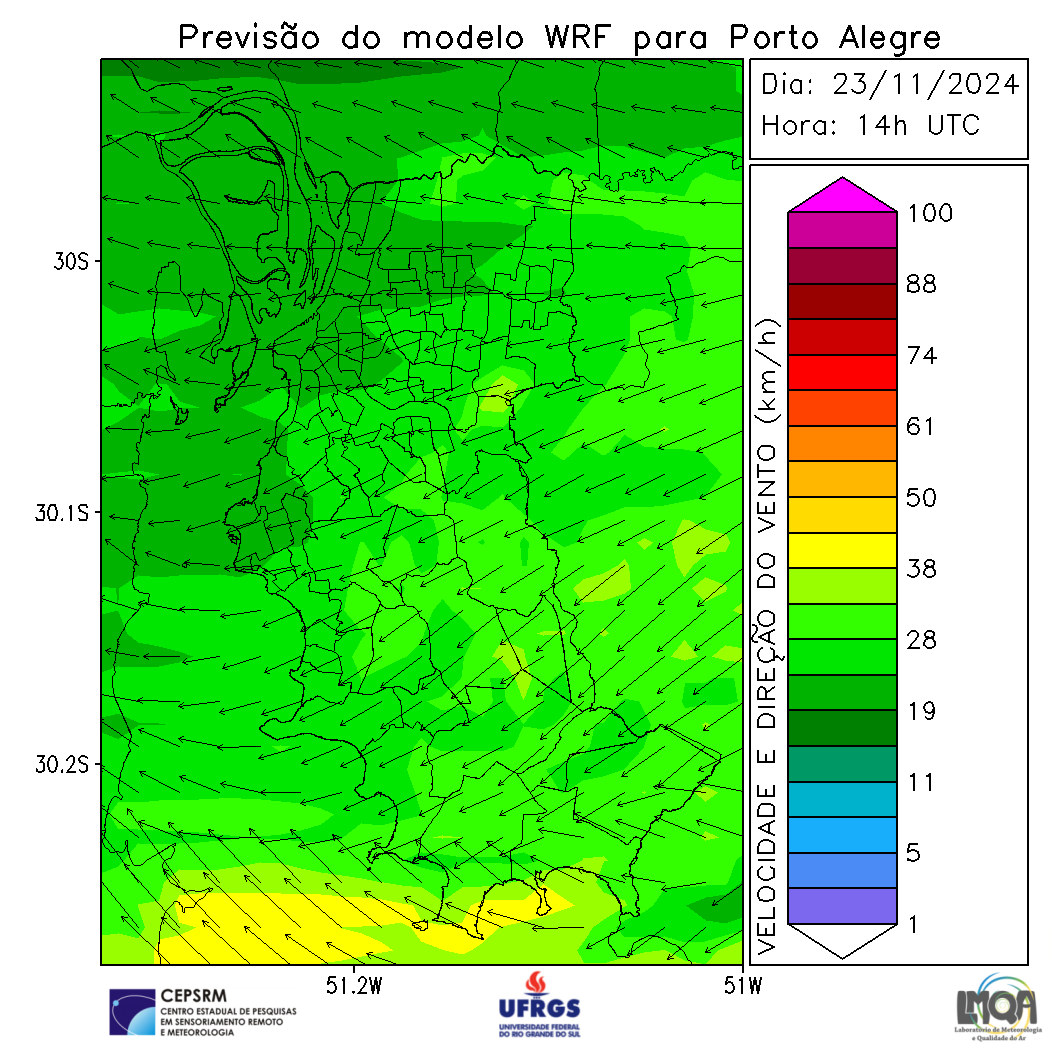 Previsão do modelo WRF para Porto Alegre
Dia: 23/11/2024
Hora: 14h UTC
30S
30.1S
30.2S
51.2W
51W
VELOCIDADE E DIREÇÃO DO VENTO (km/h)
100
88
74
61
50
38
28
19
11
5
1
CEPSRM
CENTRO ESTADUAL DE PESQUISAS
EM SENSORIAMENTO REMOTO
E METEOROLOGIA
UFRGS
UNIVERSIDADE FEDERAL
DO RIO GRANDE DO SUL
LMQA
Laboratório de Meteorologia
e Qualidade do Ar